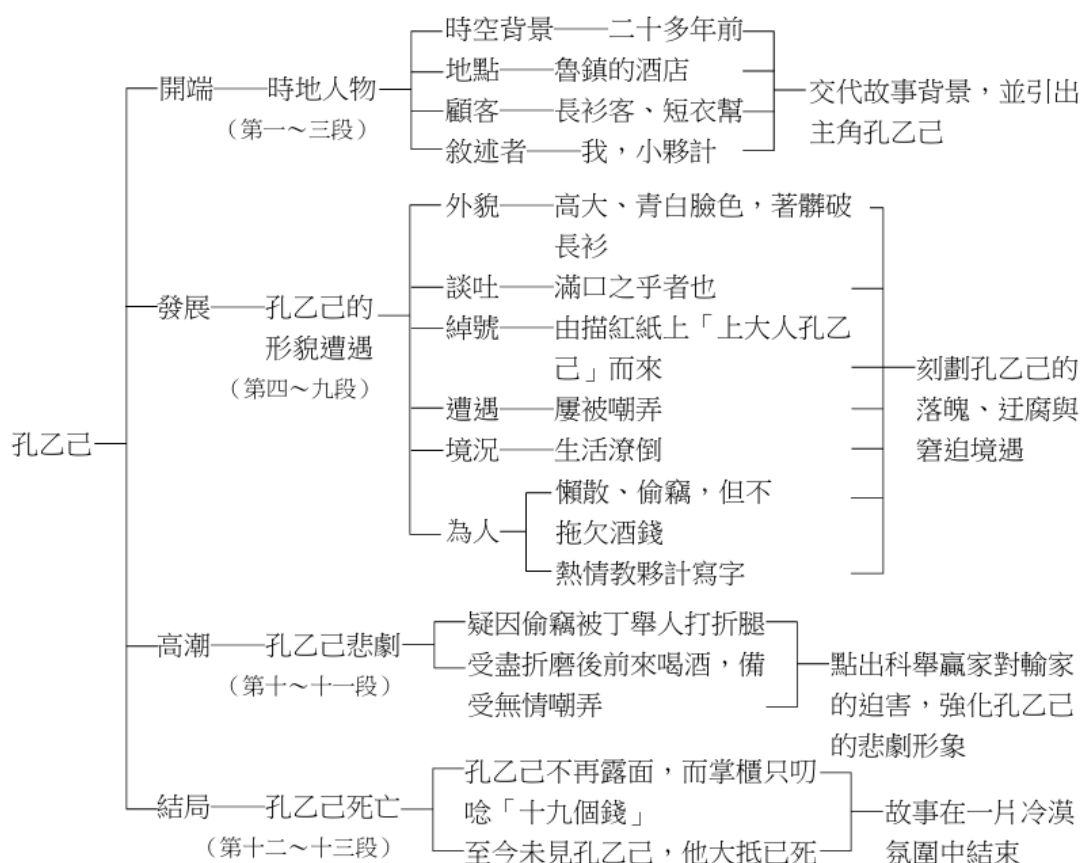 孔乙己
開端
時地人物
（第一～三段）
時空背景
二十多年前
地點
魯鎮的酒店
顧客
長衫客、短衣幫
敘述者
我，小夥計
交代故事背景，並引出
主角孔乙己
發展
孔乙己的
形貌遭遇
（第四～九段）
外貌
高大、青白臉色，著髒破
長衫
談吐
滿口之乎者也
綽號
由描紅紙上「上大人孔乙
己」而來
遭遇
屢被嘲弄
境況
生活潦倒
為人
懶散、偷竊，但不
拖欠酒錢
熱情教夥計寫字
刻劃孔乙己的
落魄、迂腐與
窘迫境遇
高潮
孔乙己悲劇
（第十～十一段）
疑因偷竊被丁舉人打折腿
受盡折磨後前來喝酒，備
受無情嘲弄
點出科舉贏家對輸家
的迫害，強化孔乙己
的悲劇形象
結局
孔乙己死亡
（第十二～十三段）
孔乙己不再露面，而掌櫃只叨
唸「十九個錢」
至今未見孔乙己，他大抵已死
故事在一片冷漠
氛圍中結束